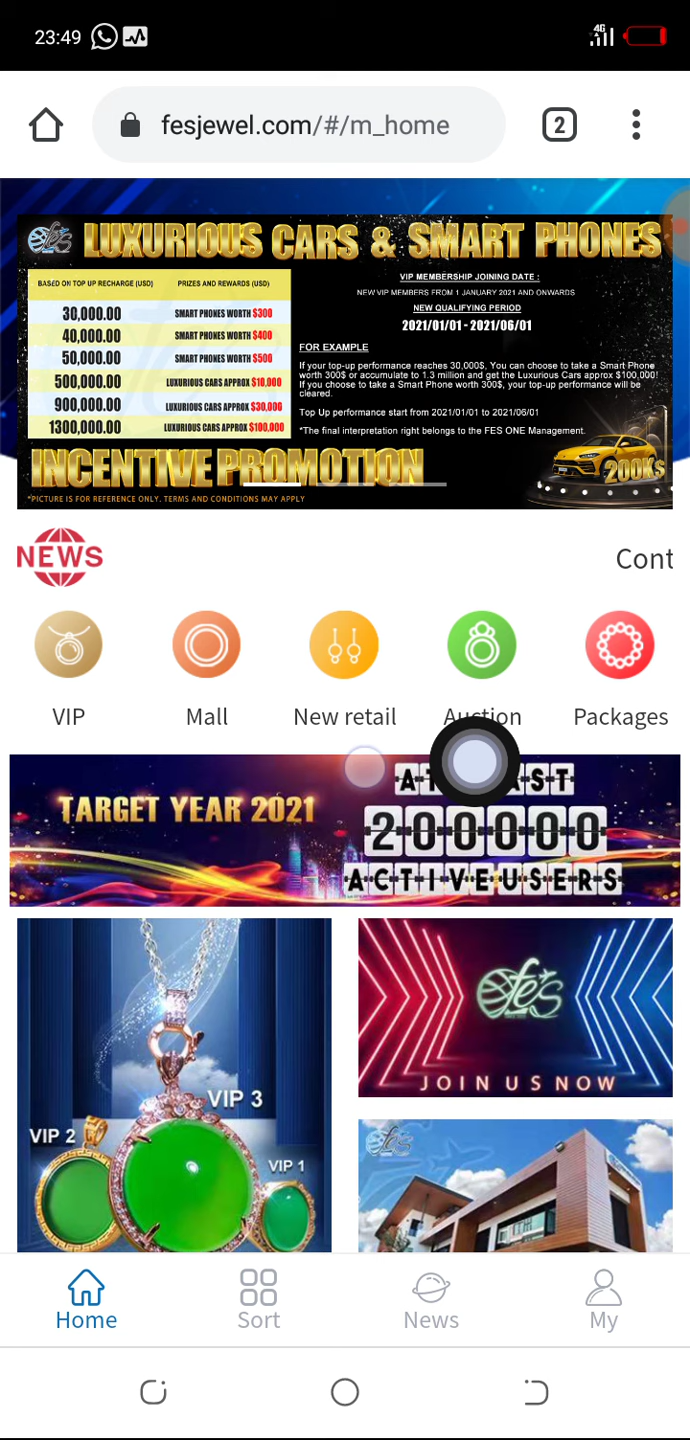 23:49
4G
fesjewel.com/#/m_home
2
fes LUXURIOUS CARS & SMART PHONES
BASED ON TOP UP RECHARGE (USD) PRIZES AND REWARDS (USD)
30,000.00 SMART PHONES WORTH $300
40,000.00 SMART PHONES WORTH $400
50,000.00 SMART PHONES WORTH $500
500,000.00 LUXURIOUS CARS APPROX $10,000
900,000.00 LUXURIOUS CARS APPROX $30,000
1300,000.00 LUXURIOUS CARS APPROX $100,000
VIP MEMBERSHIP JOINING DATE :
NEW VIP MEMBERS FROM 1 JANUARY 2021 AND ONWARDS
NEW QUALIFYING PERIOD
2021/01/01 - 2021/06/01
FOR EXAMPLE
If your top-up performance reaches 30,000$, You can choose to take a Smart Phone
worth 300$ or accumulate to 1.3 million and get the Luxurious Cars approx $100,000!
If you choose to take a Smart Phone worth 300$, your top-up performance will be
cleared.
Top Up performance start from 2021/01/01 to 2021/06/01
*The final interpretation right belongs to the FES ONE Management.
INCENTIVE PROMOTION
200K$
*PICTURE IS FOR REFERENCE ONLY. TERMS AND CONDITIONS MAY APPLY
NEWS
Cont
VIP Mall New retail Auction Packages
TARGET YEAR 2021
200000
ACTIVE USERS
VIP 3
VIP 2
VIP 1
fes
JOIN US NOW
fes
Home Sort News My